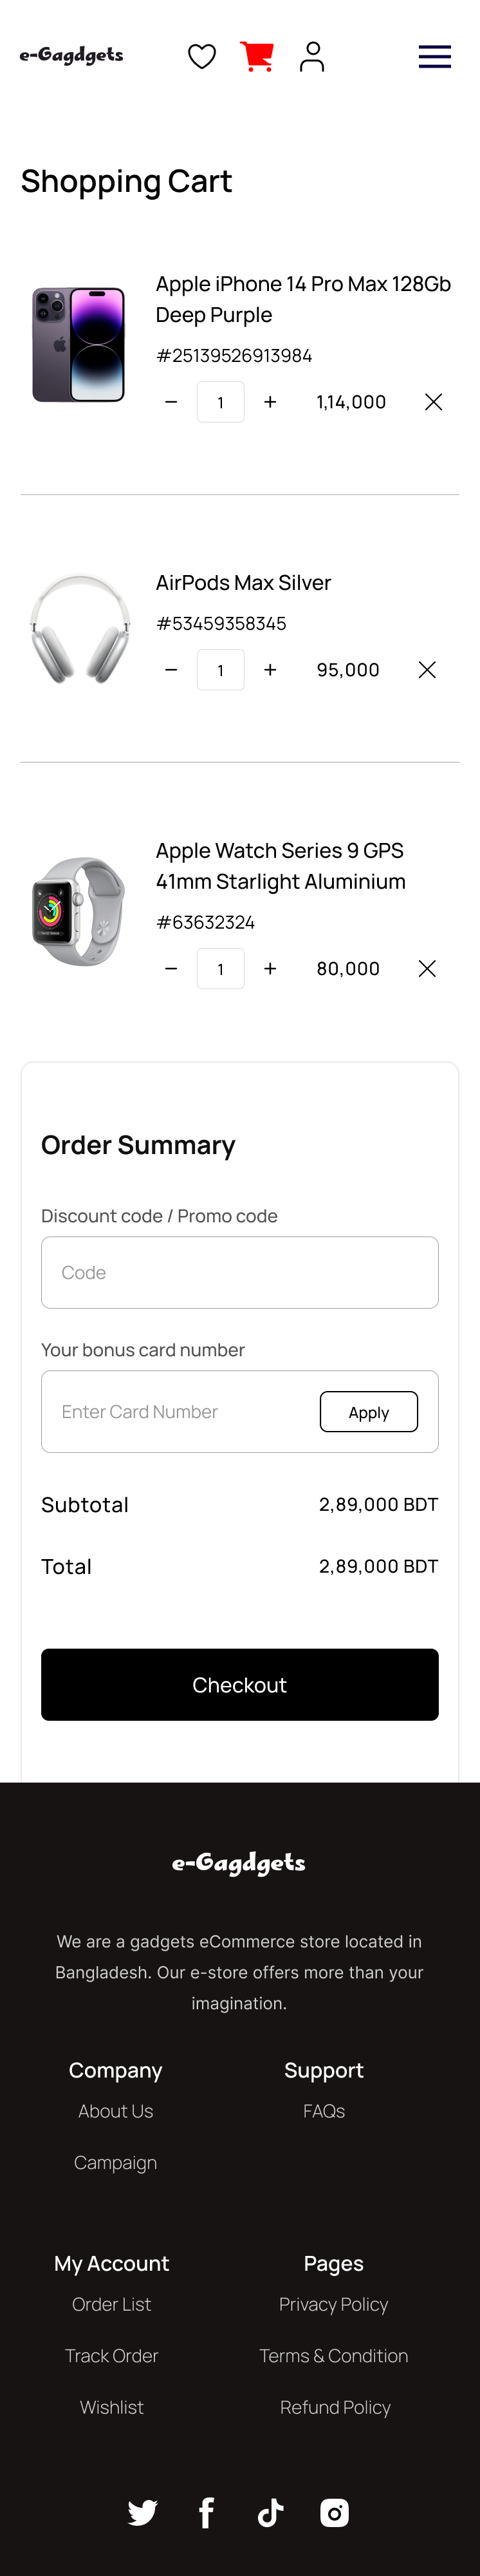 e-Gagdgets
Shopping Cart
Apple iPhone 14 Pro Max 128Gb
Deep Purple
#25139526913984
− 1 + 1,14,000
AirPods Max Silver
#53459358345
− 1 + 95,000
Apple Watch Series 9 GPS
41mm Starlight Aluminium
#63632324
− 1 + 80,000
Order Summary
Discount code / Promo code
Code
Your bonus card number
Enter Card Number Apply
Subtotal 2,89,000 BDT
Total 2,89,000 BDT
Checkout
e-Gagdgets
We are a gadgets eCommerce store located in
Bangladesh. Our e-store offers more than your
imagination.
Company Support
About Us FAQs
Campaign
My Account Pages
Order List Privacy Policy
Track Order Terms & Condition
Wishlist Refund Policy